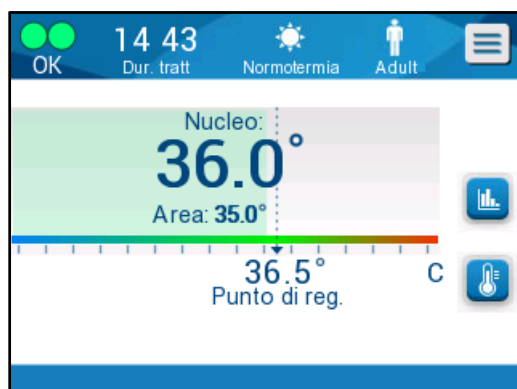 OK
14 43
Dur. tratt
Normotermia
Adult
Nucleo:
36.0°
Area: 35.0°
36.5°
C
Punto di reg.